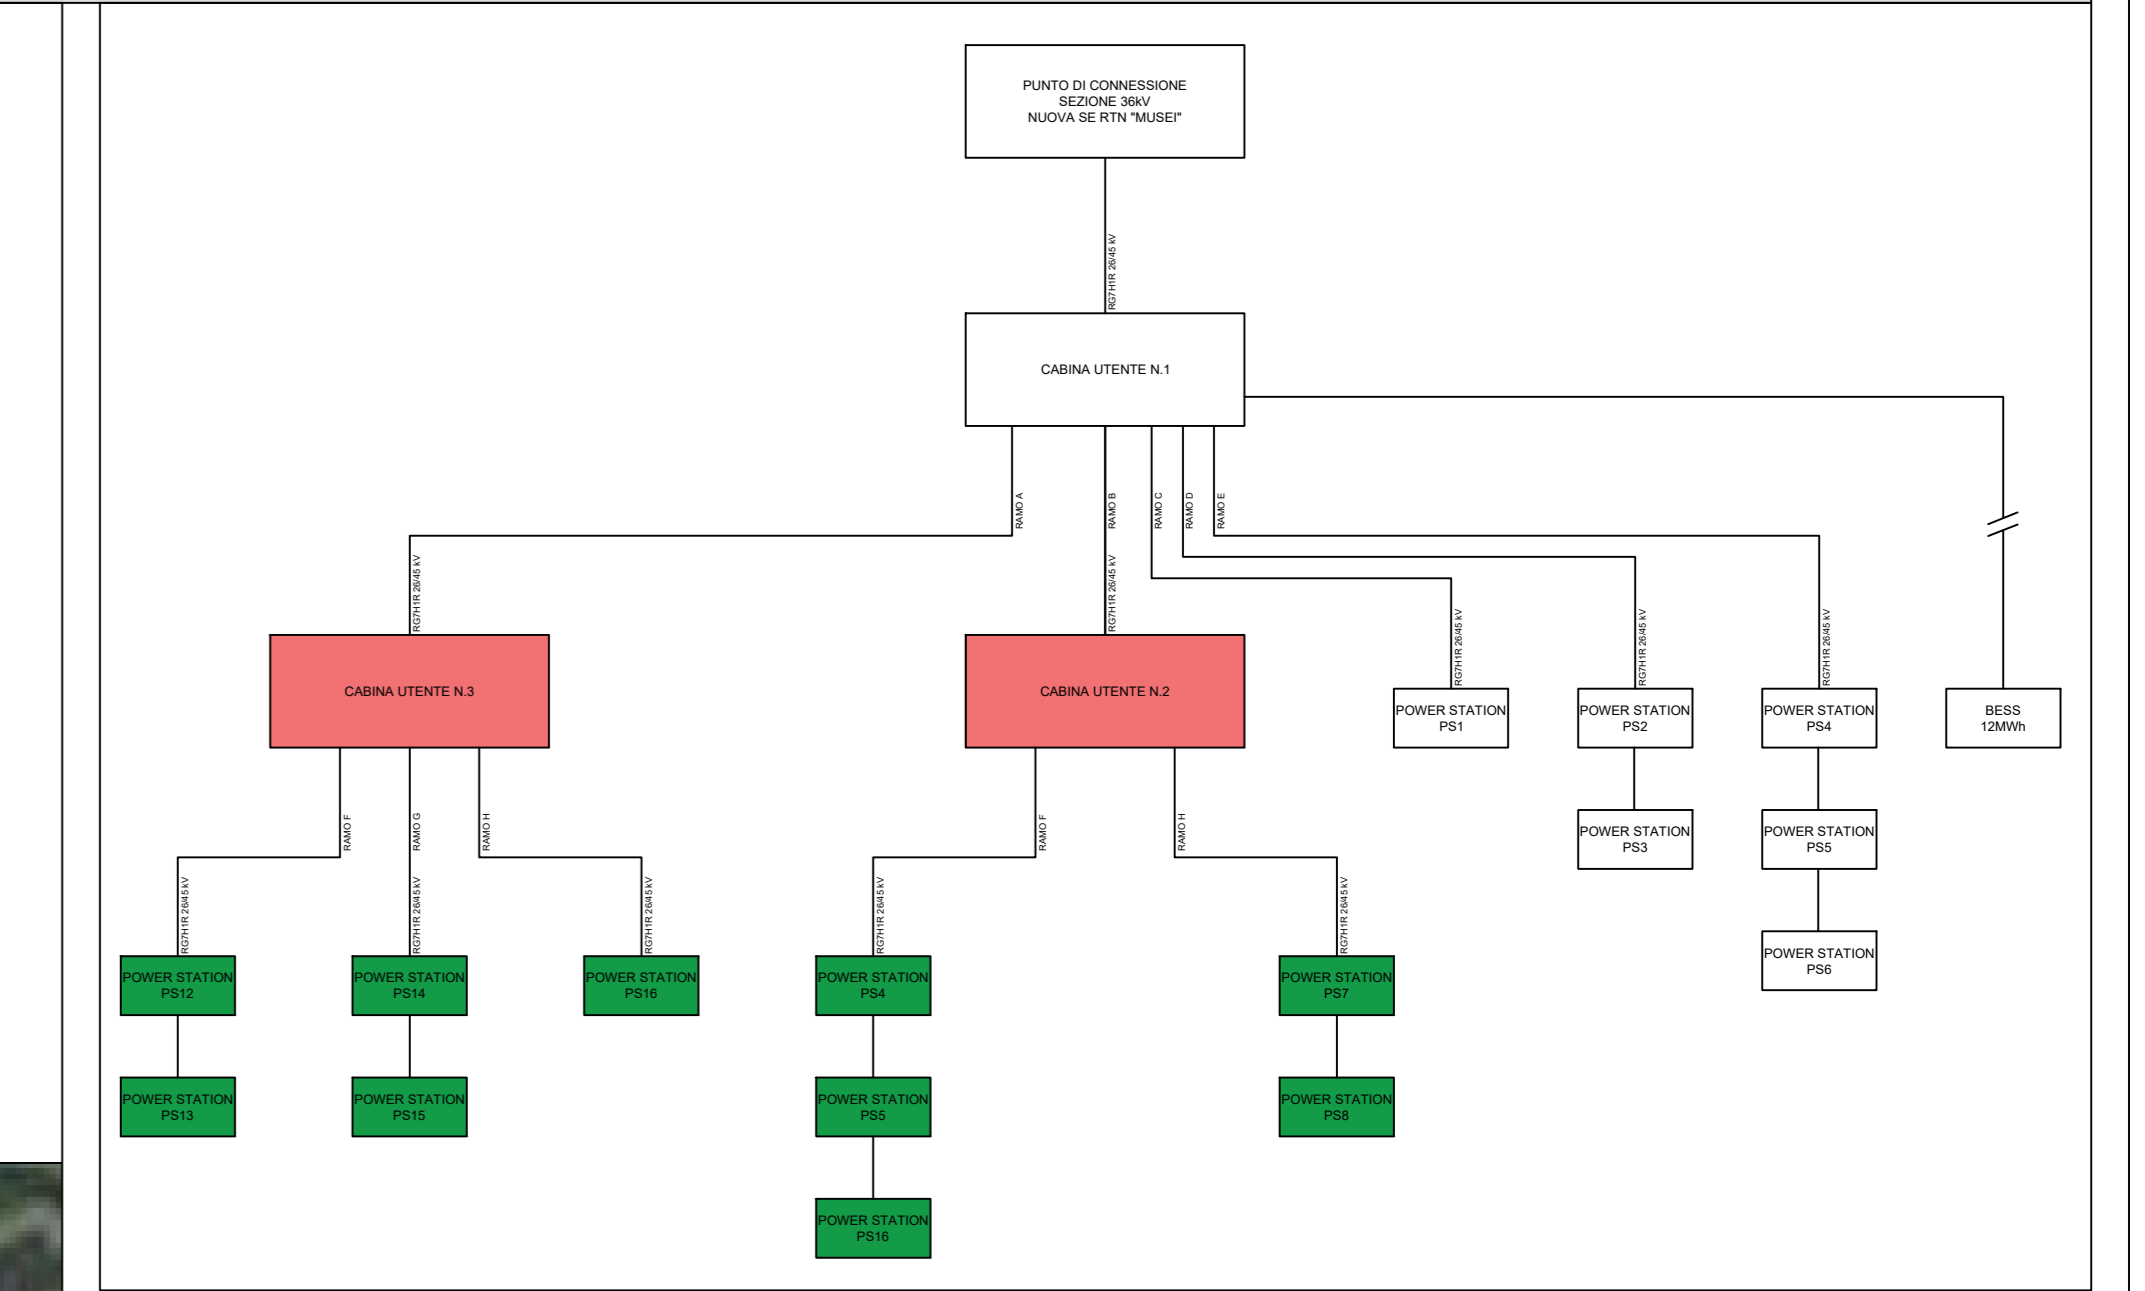 PUNTO DI CONNESSIONE
SEZIONE 36kV
NUOVA SE RTN "MUSEI"
RG7H1R 26/45 kV
CABINA UTENTE N.1
RAMO A
RAMO B
RAMO C
RAMO D
RAMO E
RG7H1R 26/45 kV
RG7H1R 26/45 kV
RG7H1R 26/45 kV
RG7H1R 26/45 kV
RG7H1R 26/45 kV
CABINA UTENTE N.3
CABINA UTENTE N.2
POWER STATION
PS1
POWER STATION
PS2
POWER STATION
PS4
BESS
12MWh
POWER STATION
PS3
POWER STATION
PS5
POWER STATION
PS6
RAMO F
RAMO G
RAMO H
RAMO F
RAMO H
RG7H1R 26/45 kV
RG7H1R 26/45 kV
RG7H1R 26/45 kV
RG7H1R 26/45 kV
RG7H1R 26/45 kV
POWER STATION
PS12
POWER STATION
PS14
POWER STATION
PS16
POWER STATION
PS4
POWER STATION
PS7
POWER STATION
PS13
POWER STATION
PS15
POWER STATION
PS5
POWER STATION
PS8
POWER STATION
PS16